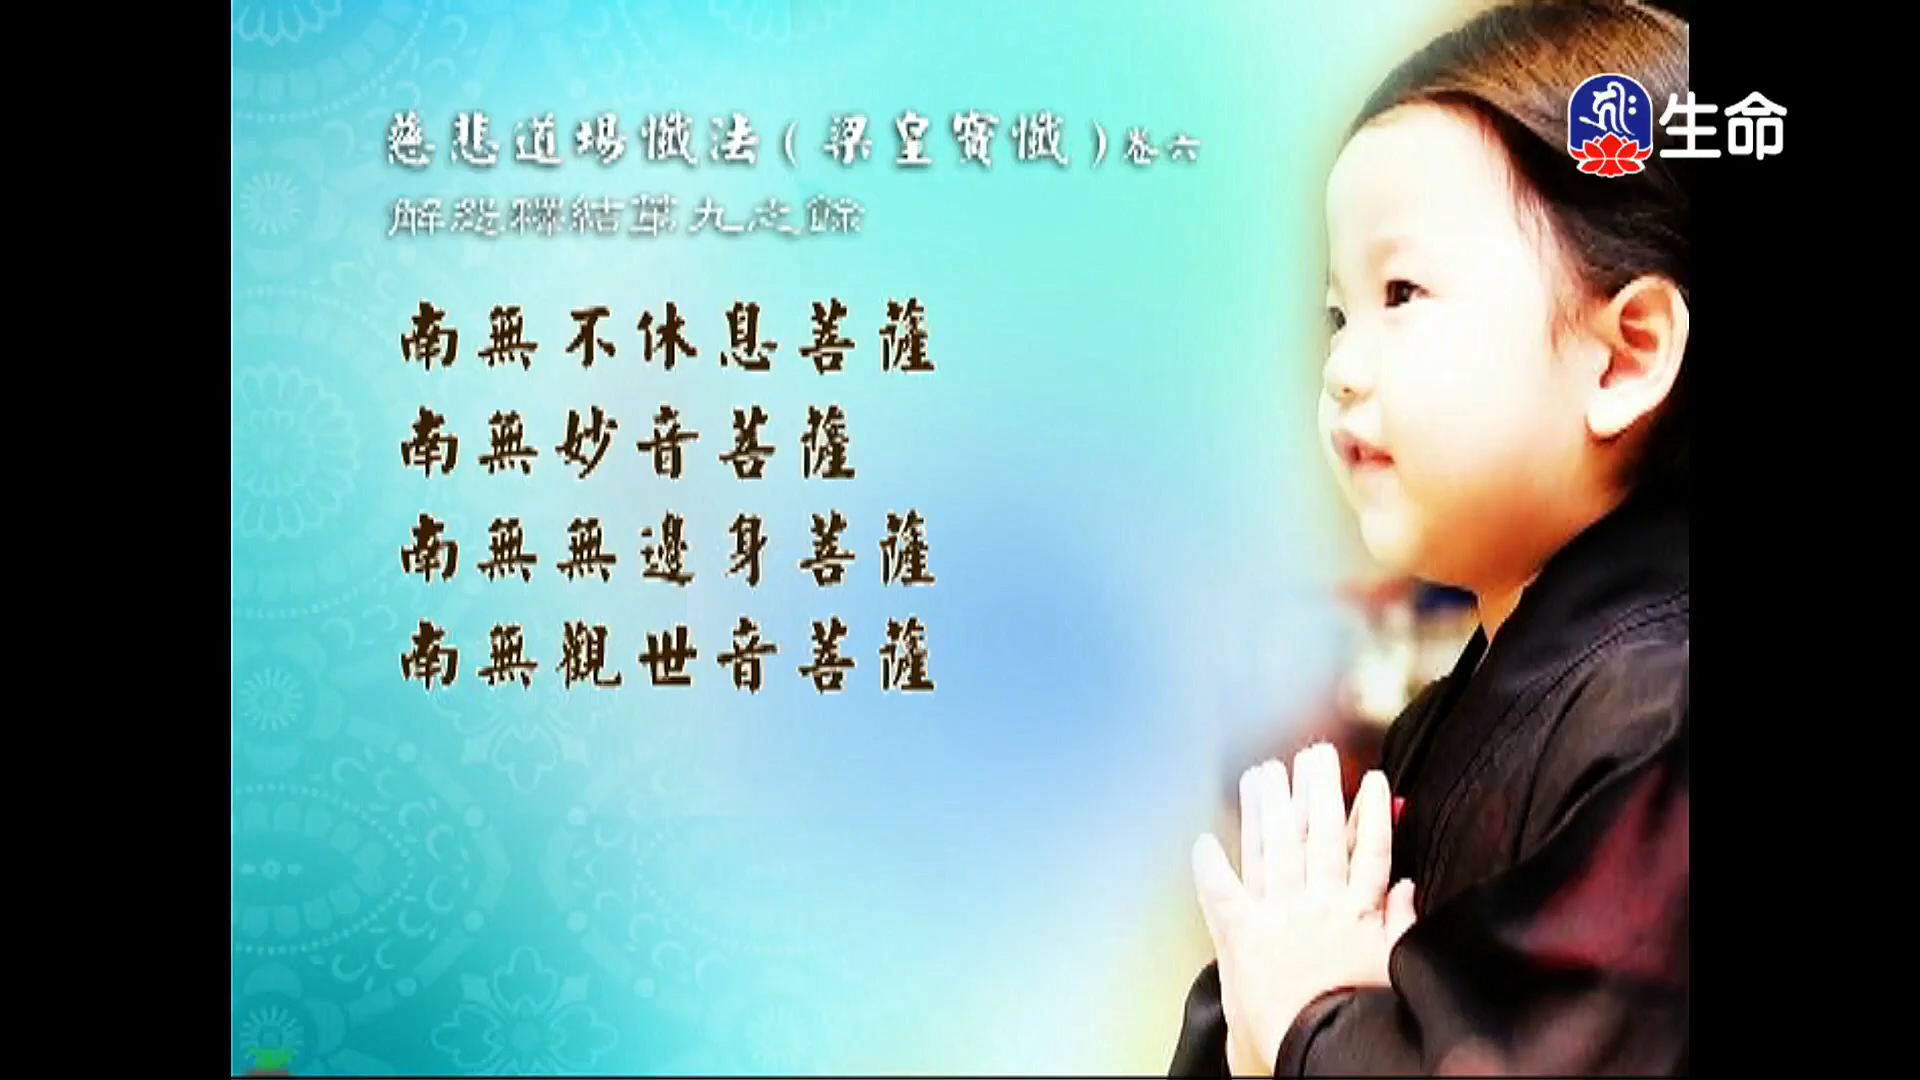 慈悲道場懺法(梁皇寶懺)卷六
生命
解怨釋結第九之餘
南無不休息菩薩
南無妙音菩薩
南無無邊身菩薩
南無觀世音菩薩